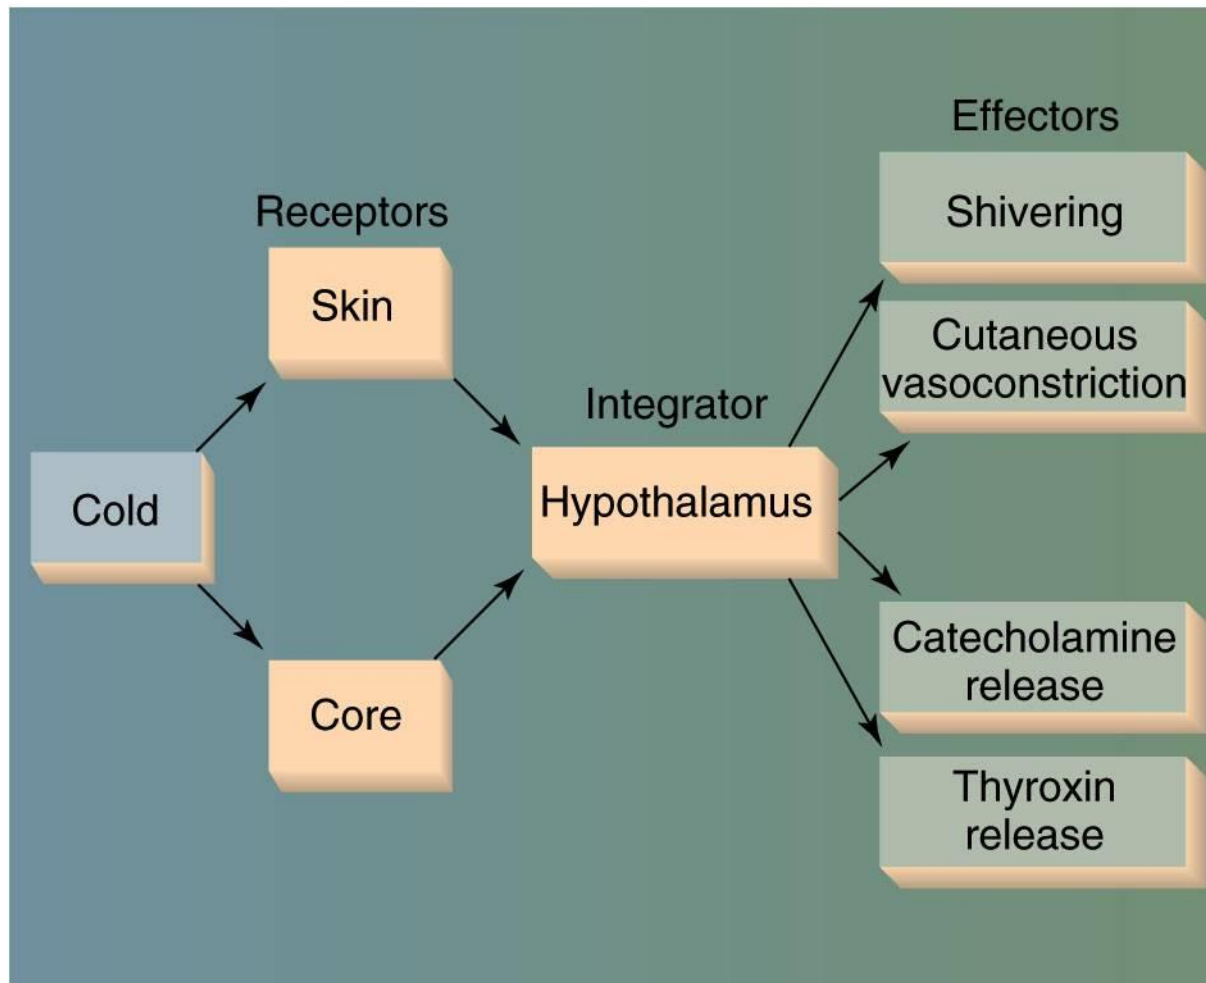 Effectors
Shivering
Receptors
Skin
Cutaneous
vasoconstriction
Integrator
Hypothalamus
Cold
Catecholamine
release
Core
Thyroxin
release